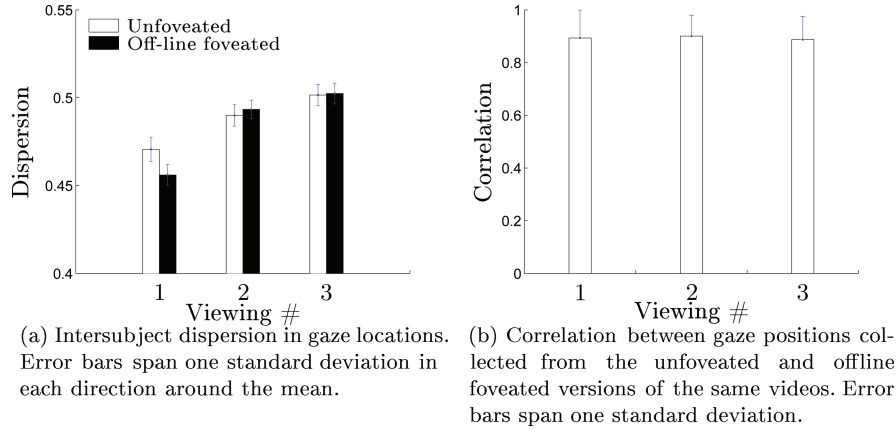 0.55
Unfoveated
Off-line foveated
0.5
Dispersion
0.45
0.4
1 2 3
Viewing #
(a) Intersubject dispersion in gaze locations.
Error bars span one standard deviation in
each direction around the mean.
1
0.8
Correlation
0.6
0.4
0.2
0
1 2 3
Viewing #
(b) Correlation between gaze positions col-
lected from the unfoveated and offline
foveated versions of the same videos. Error
bars span one standard deviation.